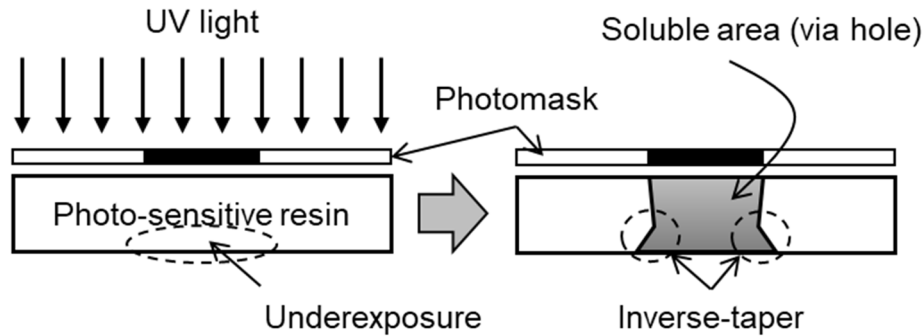 UV light
Soluble area (via hole)
Photomask
Photo-sensitive resin
Underexposure
Inverse-taper